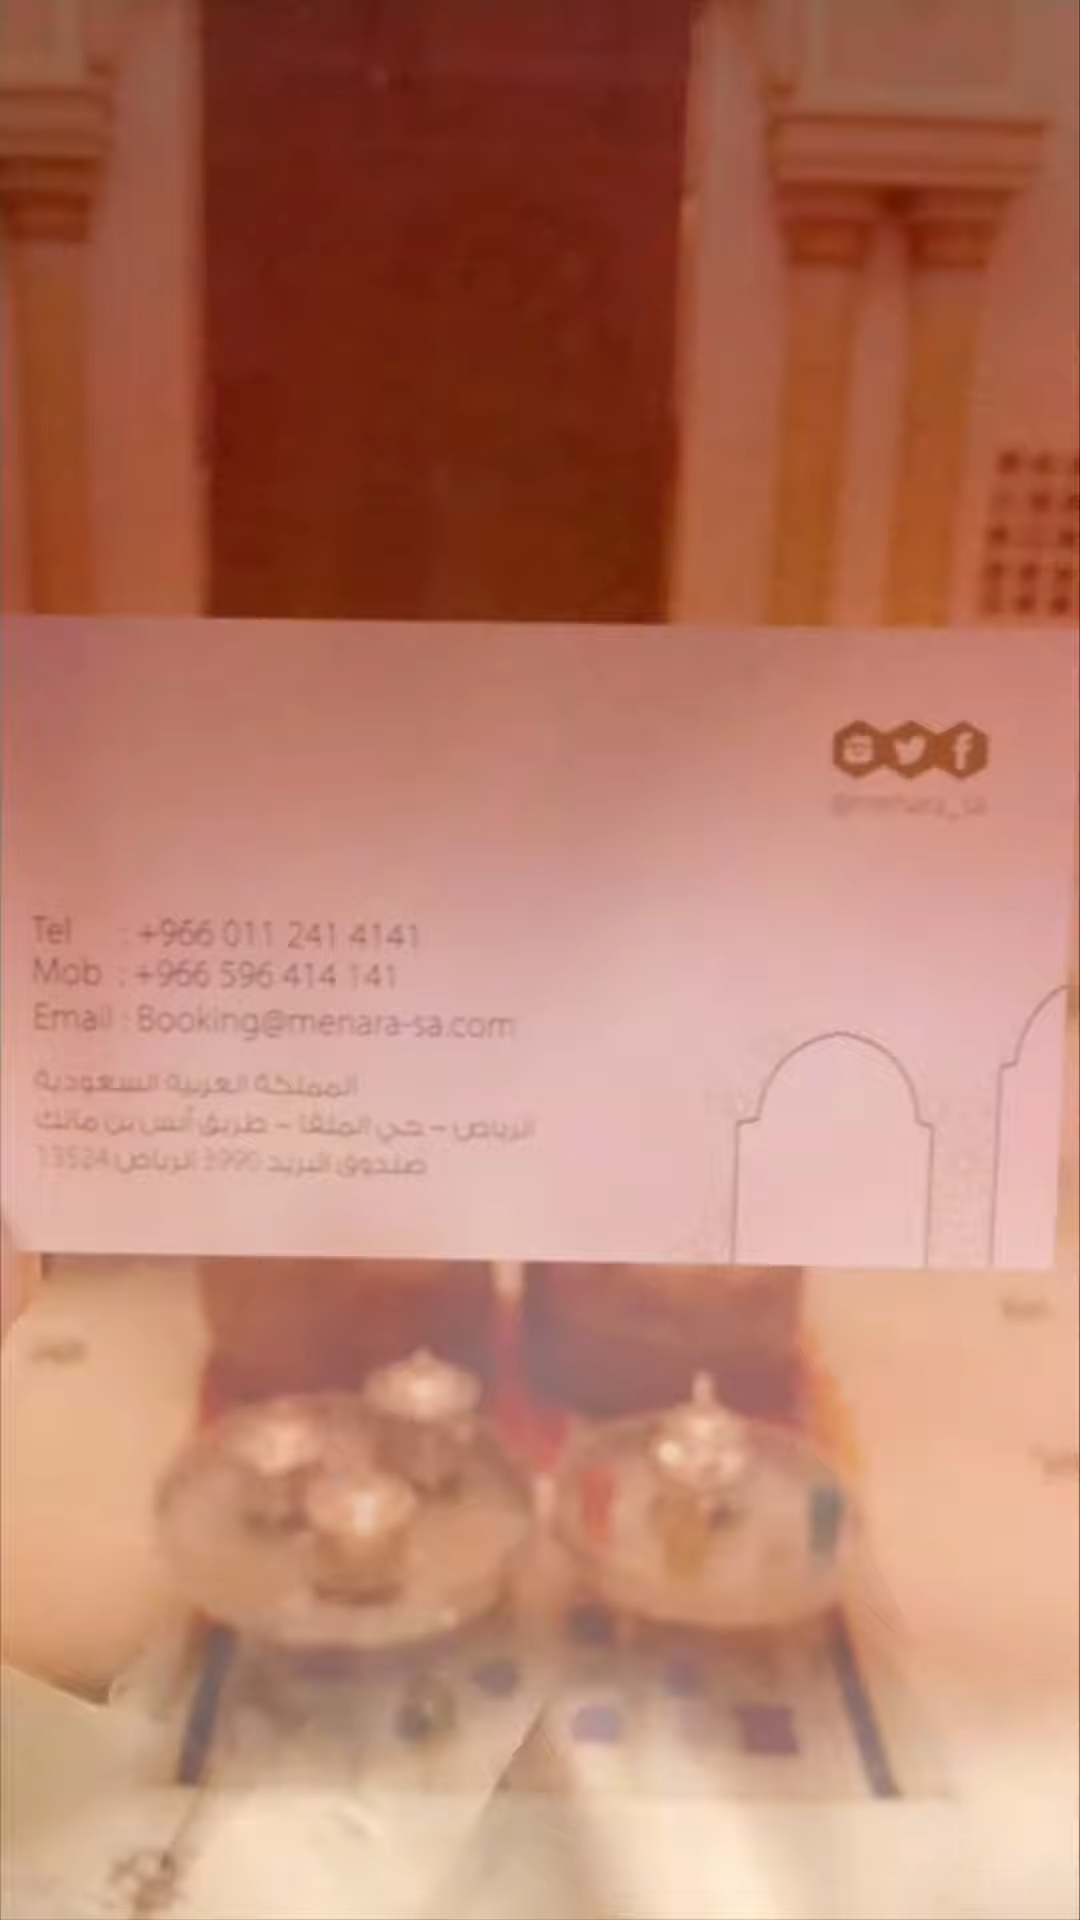 @menara_sa
Tel : +966 011 241 4141
Mob : +966 596 414 141
Email : Booking@menara-sa.com
المملكة العربية السعودية
الرياض – حي الملقا – طريق أنس بن مالك
صندوق البريد 3990 الرياض 13524